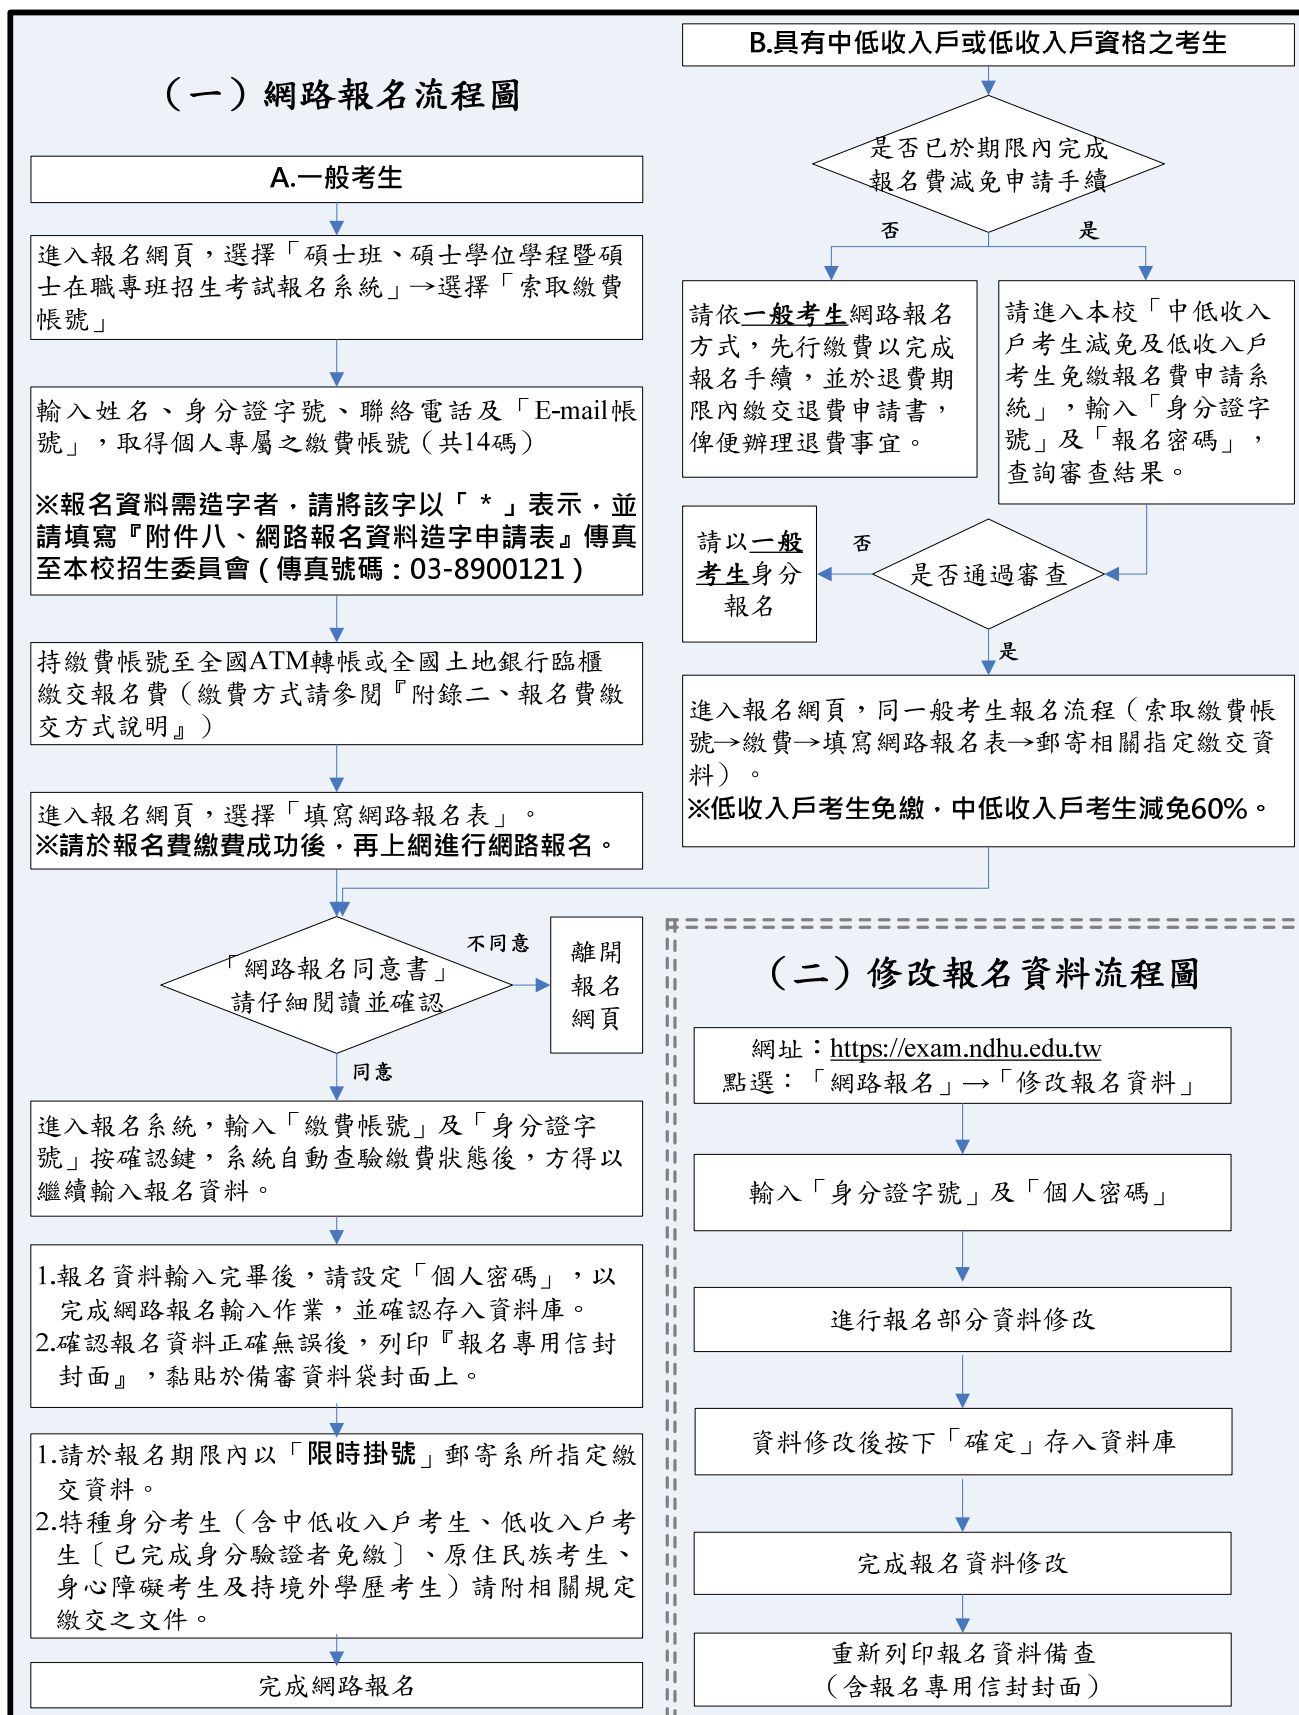 （一）網路報名流程圖
A.一般考生
進入報名網頁，選擇「碩士班、碩士學位學程暨碩
士在職專班招生考試報名系統」→選擇「索取繳費
帳號」
輸入姓名、身分證字號、聯絡電話及「E-mail帳
號」，取得個人專屬之繳費帳號（共14碼）
※報名資料需造字者，請將該字以「 * 」表示，並
請填寫『附件八、網路報名資料造字申請表』傳真
至本校招生委員會（傳真號碼：03-8900121）
持繳費帳號至全國ATM轉帳或全國土地銀行臨櫃
繳交報名費（繳費方式請參閱『附錄二、報名費繳
交方式說明』）
進入報名網頁，選擇「填寫網路報名表」。
※請於報名費繳費成功後，再上網進行網路報名。
「網路報名同意書」
請仔細閱讀並確認
不同意
離開
報名
網頁
同意
進入報名系統，輸入「繳費帳號」及「身分證字
號」按確認鍵，系統自動查驗繳費狀態後，方得以
繼續輸入報名資料。
1.報名資料輸入完畢後，請設定「個人密碼」，以
完成網路報名輸入作業，並確認存入資料庫。
2.確認報名資料正確無誤後，列印『報名專用信封
封面』，黏貼於備審資料袋封面上。
1.請於報名期限內以「限時掛號」郵寄系所指定繳
交資料。
2.特種身分考生（含中低收入戶考生、低收入戶考
生〔已完成身分驗證者免繳〕、原住民族考生、
身心障礙考生及持境外學歷考生）請附相關規定
繳交之文件。
完成網路報名
B.具有中低收入戶或低收入戶資格之考生
是否已於期限內完成
報名費減免申請手續
否
是
請依一般考生網路報名
方式，先行繳費以完成
報名手續，並於退費期
限內繳交退費申請書，
俾便辦理退費事宜。
請進入本校「中低收入
戶考生減免及低收入戶
考生免繳報名費申請系
統」，輸入「身分證字
號」及「報名密碼」，
查詢審查結果。
是否通過審查
否
請以一般
考生身分
報名
是
進入報名網頁，同一般考生報名流程（索取繳費帳
號→繳費→填寫網路報名表→郵寄相關指定繳交資
料）。
※低收入戶考生免繳，中低收入戶考生減免60%。
（二）修改報名資料流程圖
網址：https://exam.ndhu.edu.tw
點選：「網路報名」→「修改報名資料」
輸入「身分證字號」及「個人密碼」
進行報名部分資料修改
資料修改後按下「確定」存入資料庫
完成報名資料修改
重新列印報名資料備查
（含報名專用信封封面）